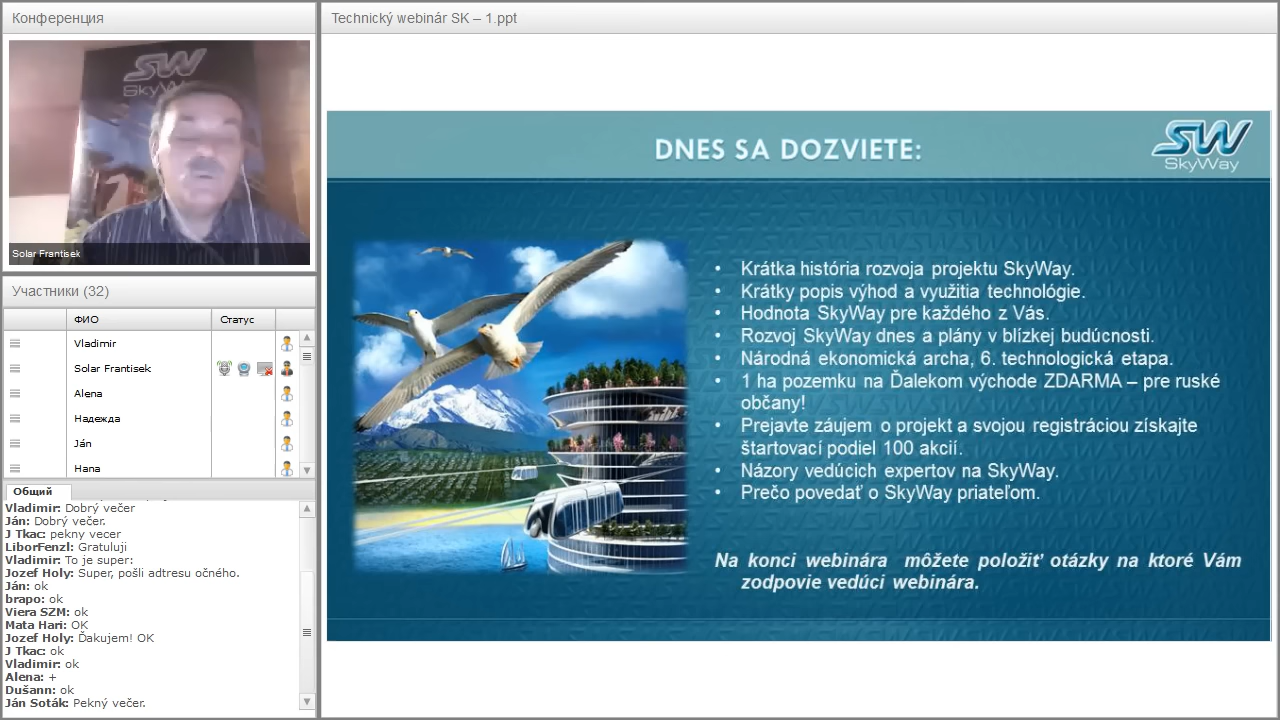 Конференция
SW
SkyWay
Solar Frantisek
Участники (32)
ФИО Статус
Vladimir
Solar Frantisek
Alena
Надежда
Ján
Hana
Общий
Vladimir: Dobrý večer
Ján: Dobrý večer.
J Tkac: pekny vecer
LiborFenzl: Gratuluji
Vladimir: To je super:
Jozef Holy: Super, pošli adtresu očného.
Ján: ok
brapo: ok
Viera SZM: ok
Mata Hari: OK
Jozef Holy: Ďakujem! OK
J Tkac: ok
Vladimir: ok
Alena: +
Dušann: ok
Ján Soták: Pekný večer.
Technický webinár SK – 1.ppt
DNES SA DOZVIETE:
SW
SkyWay
• Krátka história rozvoja projektu SkyWay.
• Krátky popis výhod a využitia technológie.
• Hodnota SkyWay pre každého z Vás.
• Rozvoj SkyWay dnes a plány v blízkej budúcnosti.
• Národná ekonomická archa, 6. technologická etapa.
• 1 ha pozemku na Ďalekom východe ZDARMA – pre ruské
občanу!
• Prejavte záujem o projekt a svojou registráciou získajte
štartovací podiel 100 akcií.
• Názory vedúcich expertov na SkyWay.
• Prečo povedať o SkyWay priateľom.
Na konci webinára môžete položiť otázky na ktoré Vám
zodpovie vedúci webinára.